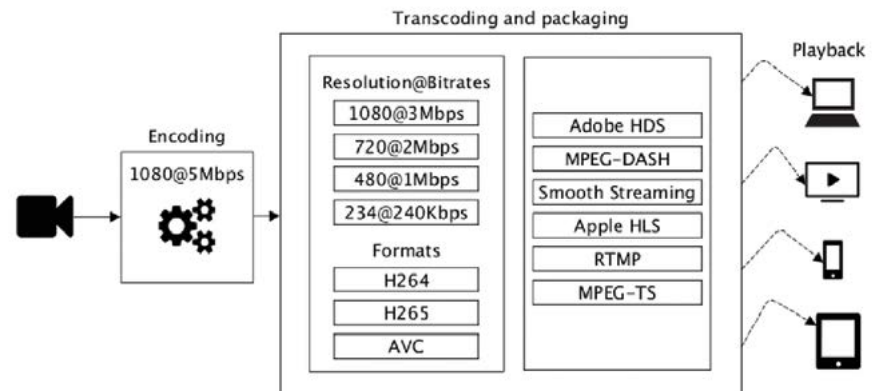 Transcoding and packaging
Playback
Encoding
1080@5Mbps
Resolution@Bitrates
1080@3Mbps
720@2Mbps
480@1Mbps
234@240Kbps
Formats
H264
H265
AVC
Adobe HDS
MPEG-DASH
Smooth Streaming
Apple HLS
RTMP
MPEG-TS